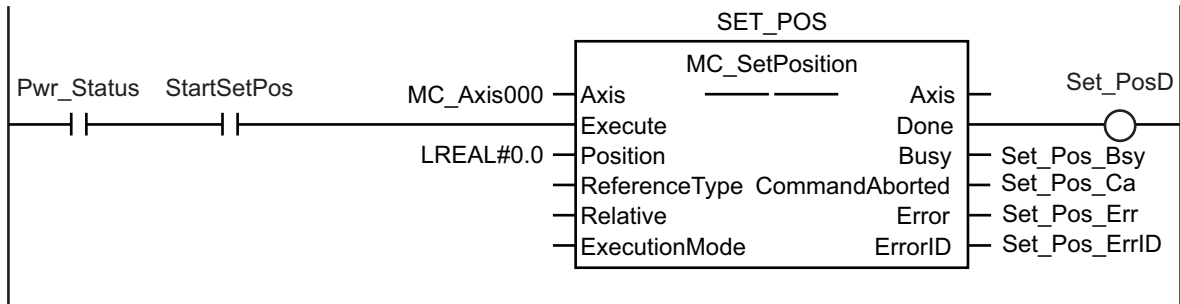 SET_POS
MC_SetPosition
Pwr_Status StartSetPos MC_Axis000 Axis Axis Set_PosD
Execute Done
LREAL#0.0 Position Busy Set_Pos_Bsy
ReferenceType CommandAborted Set_Pos_Ca
Relative Error Set_Pos_Err
ExecutionMode ErrorID Set_Pos_ErrID